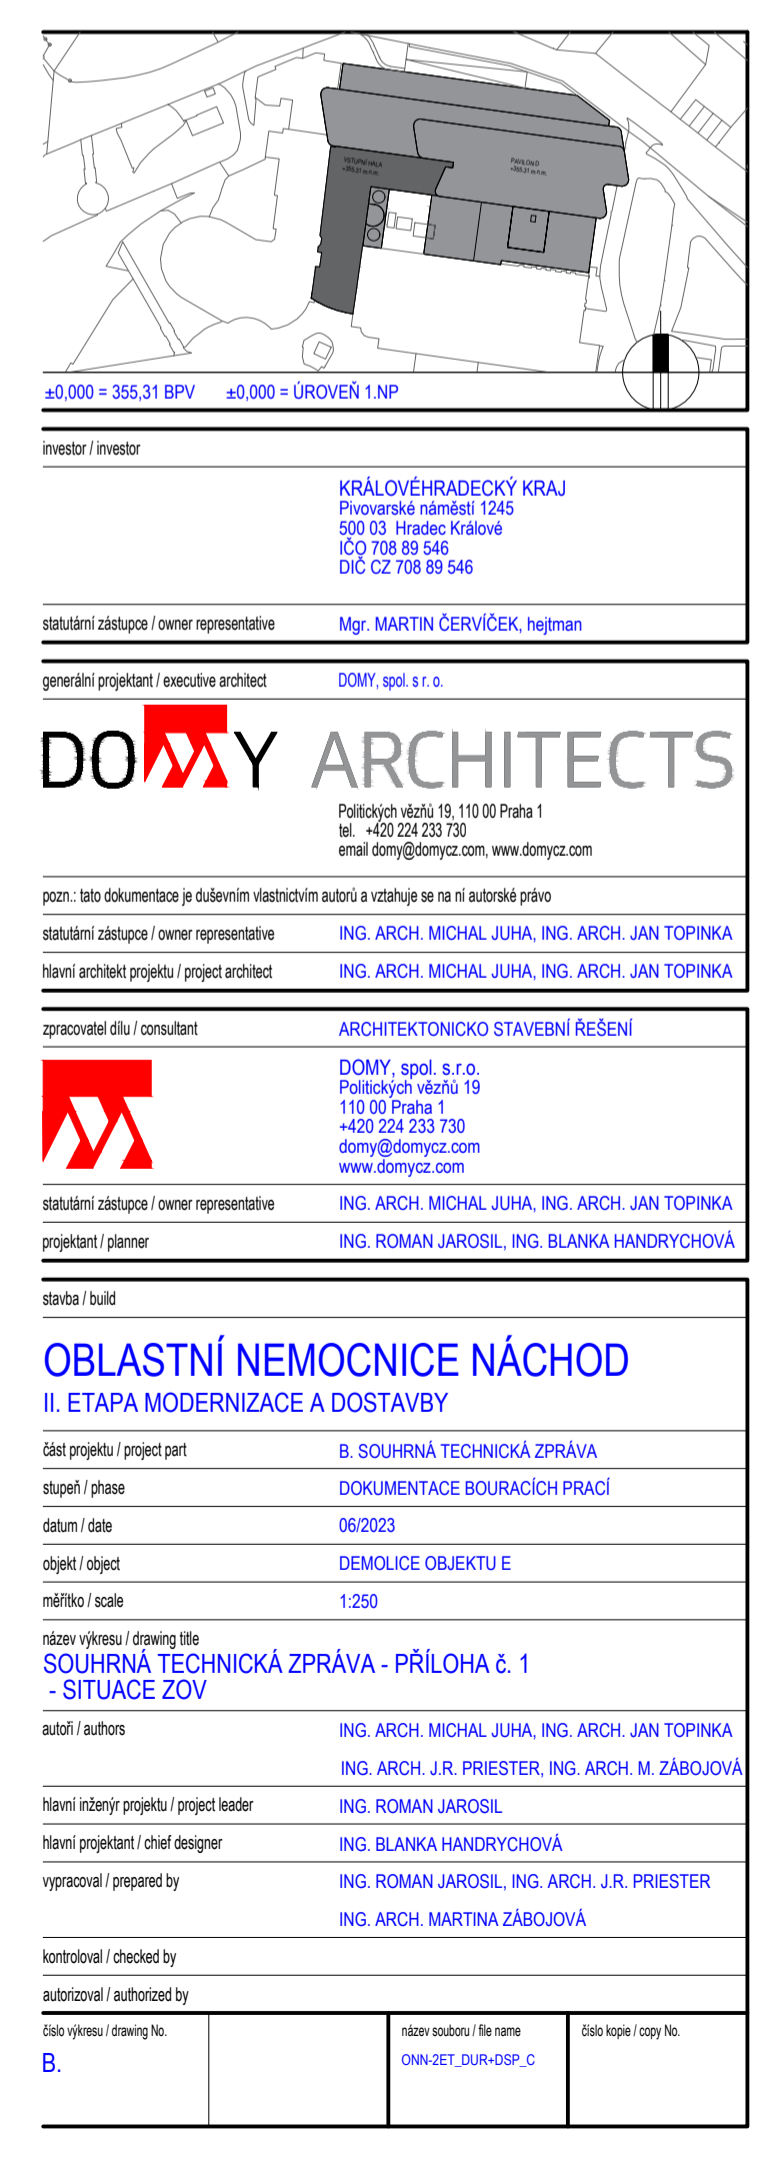 VSTUPNÍ HALA
+355,31 m n.m.
PAVILON D
+355,31 m n.m.
±0,000 = 355,31 BPV ±0,000 = ÚROVEŇ 1.NP
investor / investor
KRÁLOVÉHRADECKÝ KRAJ
Pivovarské náměstí 1245
500 03 Hradec Králové
IČO 708 89 546
DIČ CZ 708 89 546
statutární zástupce / owner representative Mgr. MARTIN ČERVÍČEK, hejtman
generální projektant / executive architect DOMY, spol. s r. o.
DOMY ARCHITECTS
Politických vězňů 19, 110 00 Praha 1
tel. +420 224 233 730
email domy@domycz.com, www.domycz.com
pozn.: tato dokumentace je duševním vlastnictvím autorů a vztahuje se na ní autorské právo
statutární zástupce / owner representative ING. ARCH. MICHAL JUHA, ING. ARCH. JAN TOPINKA
hlavní architekt projektu / project architect ING. ARCH. MICHAL JUHA, ING. ARCH. JAN TOPINKA
zpracovatel dílu / consultant ARCHITEKTONICKO STAVEBNÍ ŘEŠENÍ
DOMY, spol. s.r.o.
Politických vězňů 19
110 00 Praha 1
+420 224 233 730
domy@domycz.com
www.domycz.com
statutární zástupce / owner representative ING. ARCH. MICHAL JUHA, ING. ARCH. JAN TOPINKA
projektant / planner ING. ROMAN JAROSIL, ING. BLANKA HANDRYCHOVÁ
stavba / build
OBLASTNÍ NEMOCNICE NÁCHOD
II. ETAPA MODERNIZACE A DOSTAVBY
část projektu / project part B. SOUHRNÁ TECHNICKÁ ZPRÁVA
stupeň / phase DOKUMENTACE BOURACÍCH PRACÍ
datum / date 06/2023
objekt / object DEMOLICE OBJEKTU E
měřítko / scale 1:250
název výkresu / drawing title
SOUHRNÁ TECHNICKÁ ZPRÁVA - PŘÍLOHA č. 1
- SITUACE ZOV
autoři / authors ING. ARCH. MICHAL JUHA, ING. ARCH. JAN TOPINKA
ING. ARCH. J.R. PRIESTER, ING. ARCH. M. ZÁBOJOVÁ
hlavní inženýr projektu / project leader ING. ROMAN JAROSIL
hlavní projektant / chief designer ING. BLANKA HANDRYCHOVÁ
vypracoval / prepared by ING. ROMAN JAROSIL, ING. ARCH. J.R. PRIESTER
ING. ARCH. MARTINA ZÁBOJOVÁ
kontroloval / checked by
autorizoval / authorized by
číslo výkresu / drawing No. název souboru / file name číslo kopie / copy No.
B. ONN-2ET_DUR+DSP_C